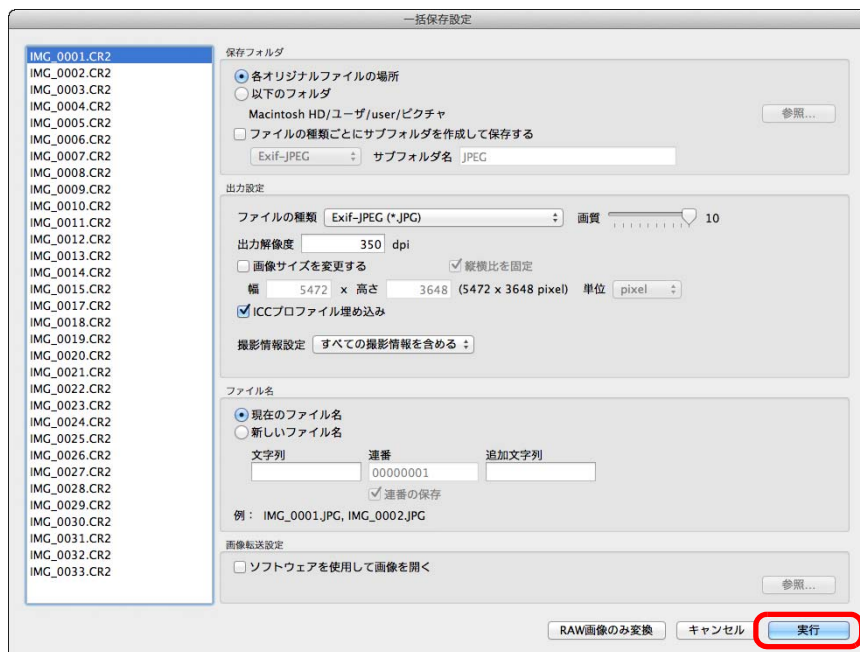 一括保存設定
IMG_0001.CR2
IMG_0002.CR2
IMG_0003.CR2
IMG_0004.CR2
IMG_0005.CR2
IMG_0006.CR2
IMG_0007.CR2
IMG_0008.CR2
IMG_0009.CR2
IMG_0010.CR2
IMG_0011.CR2
IMG_0012.CR2
IMG_0013.CR2
IMG_0014.CR2
IMG_0015.CR2
IMG_0017.CR2
IMG_0018.CR2
IMG_0019.CR2
IMG_0020.CR2
IMG_0021.CR2
IMG_0022.CR2
IMG_0023.CR2
IMG_0024.CR2
IMG_0025.CR2
IMG_0026.CR2
IMG_0027.CR2
IMG_0028.CR2
IMG_0029.CR2
IMG_0030.CR2
IMG_0031.CR2
IMG_0032.CR2
IMG_0033.CR2
保存フォルダ
各オリジナルファイルの場所
以下のフォルダ
Macintosh HD/ユーザ/user/ピクチャ 参照...
ファイルの種類ごとにサブフォルダを作成して保存する
Exif-JPEG サブフォルダ名 JPEG
出力設定
ファイルの種類 Exif-JPEG (*.JPG) 画質 10
出力解像度 350 dpi
画像サイズを変更する 縦横比を固定
幅 5472 x 高さ 3648 (5472 x 3648 pixel) 単位 pixel
ICCプロファイル埋め込み
撮影情報設定 すべての撮影情報を含める
ファイル名
現在のファイル名
新しいファイル名
文字列 連番 追加文字列
00000001
連番の保存
例： IMG_0001.JPG, IMG_0002.JPG
画像転送設定
ソフトウェアを使用して画像を開く
参照...
RAW画像のみ変換 キャンセル 実行